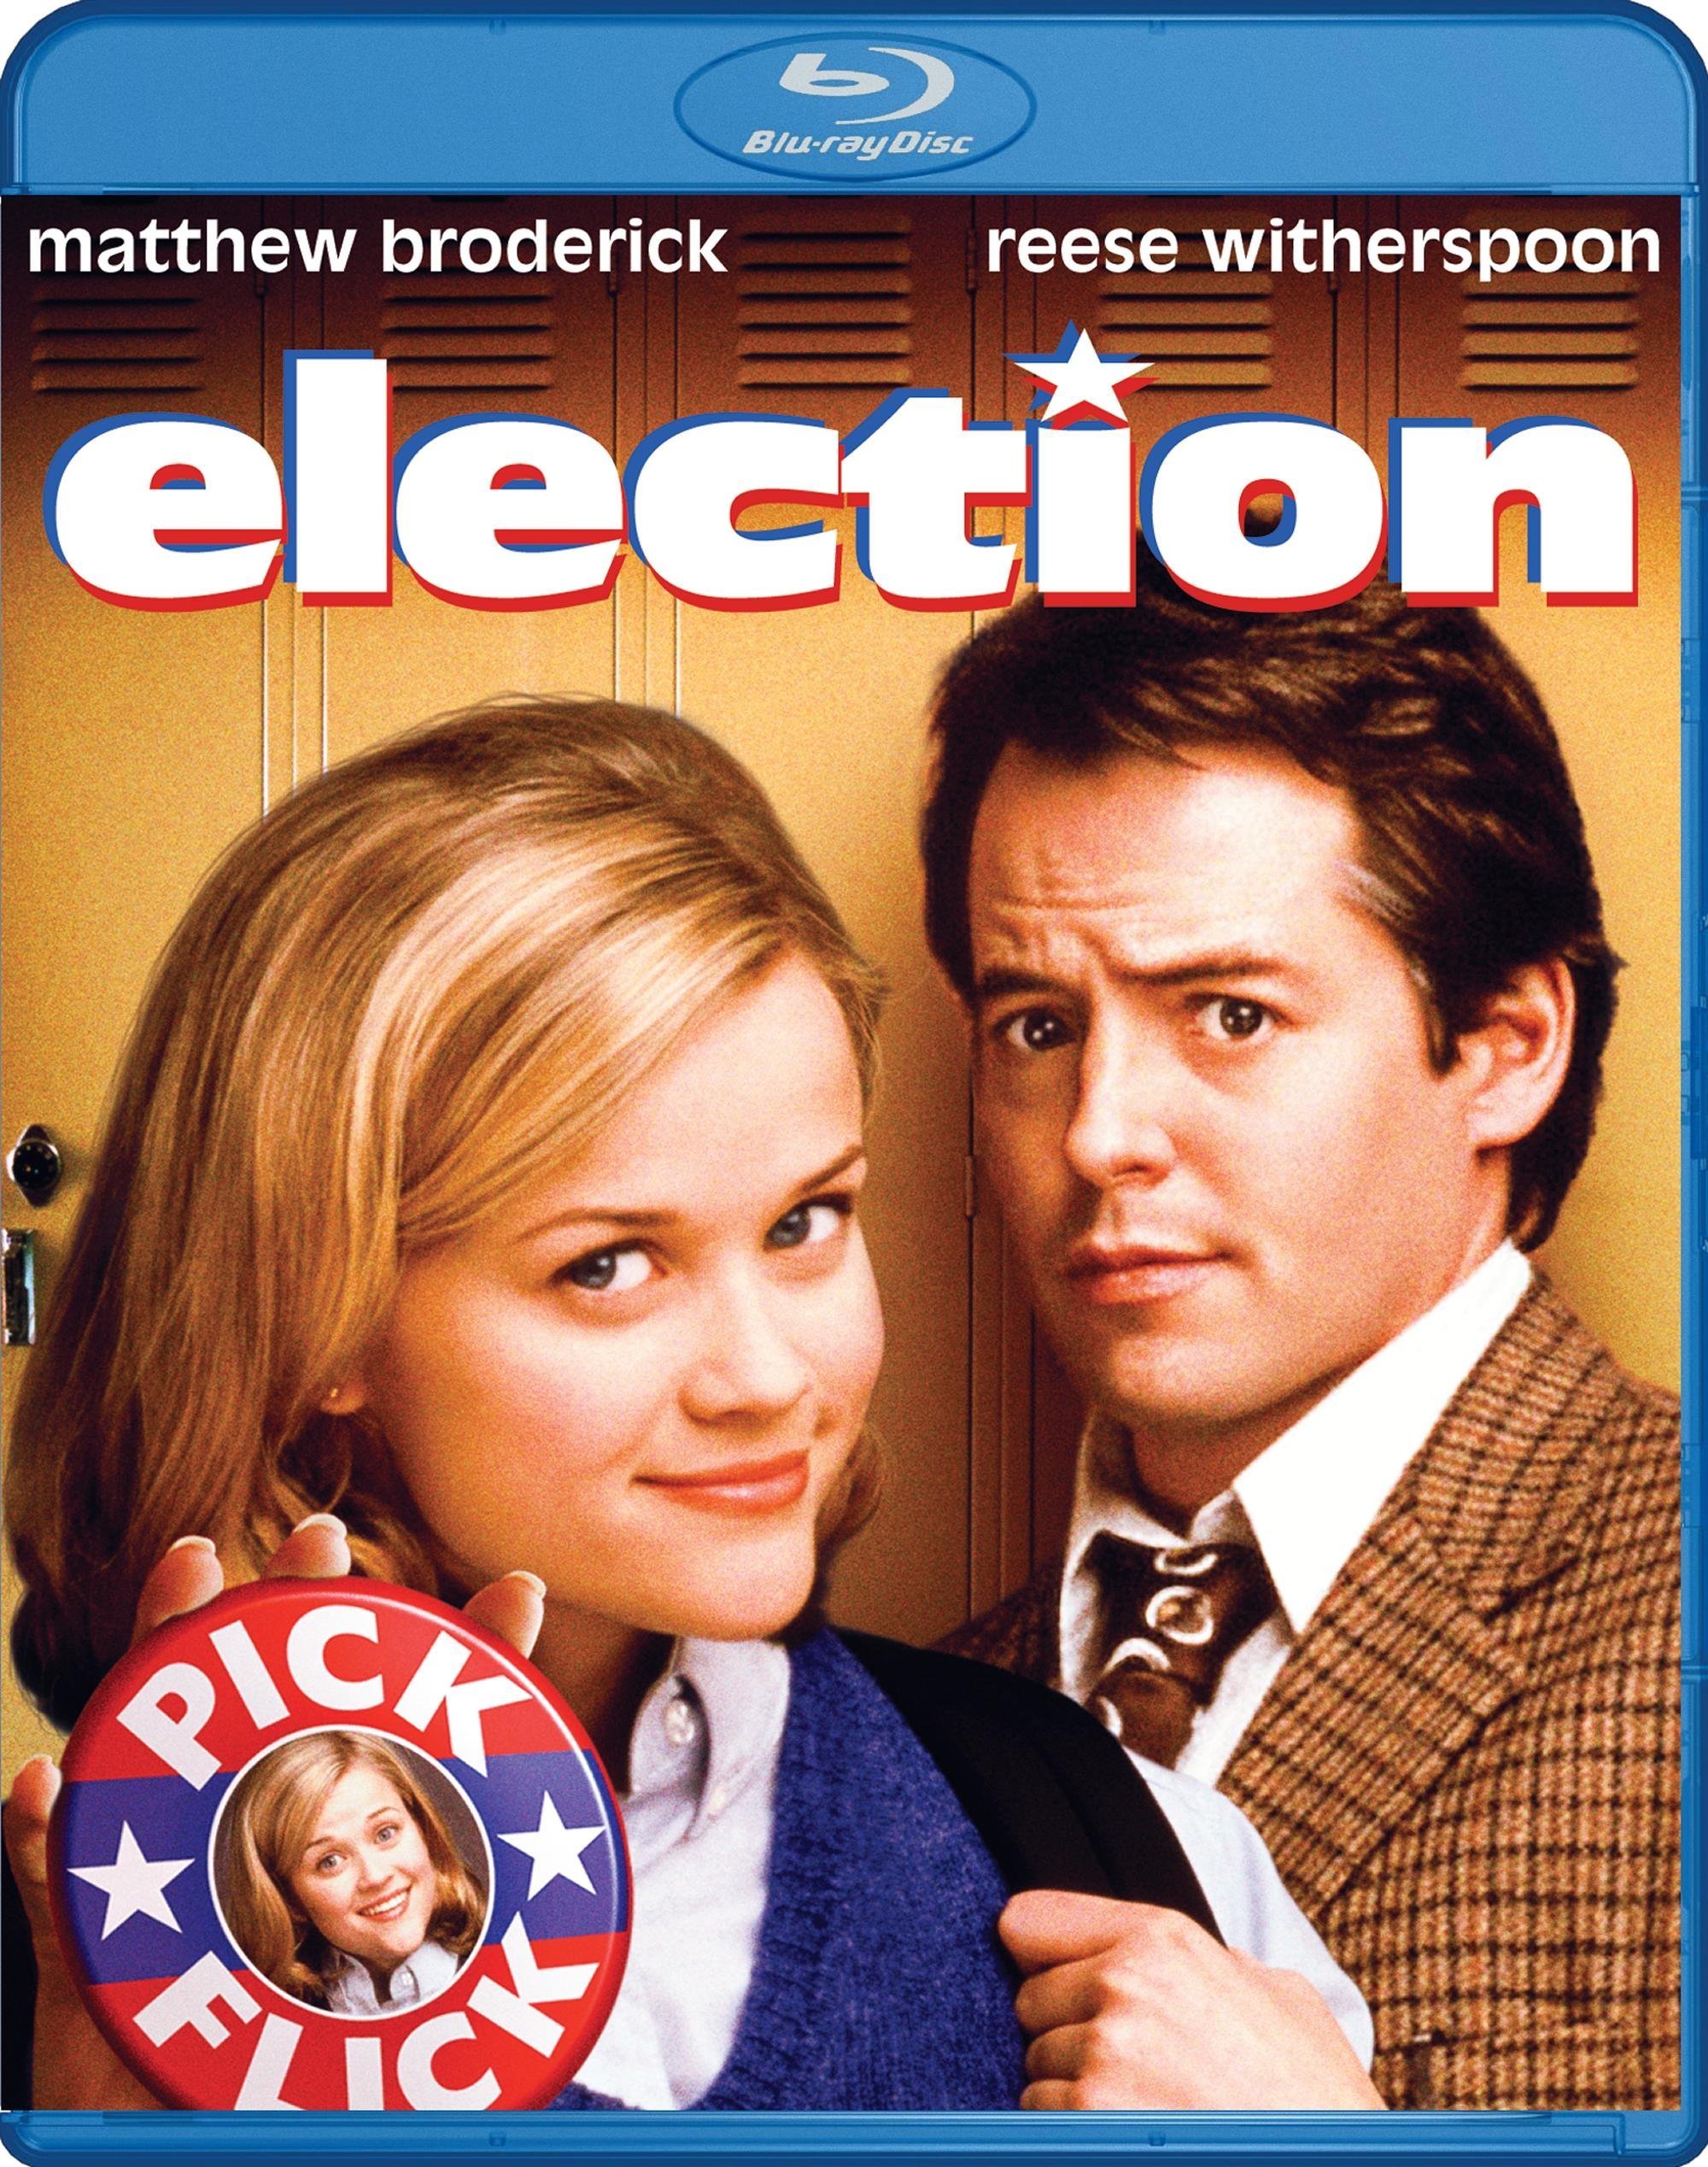 Blu-ray Disc
matthew broderick
reese witherspoon
election
PICK
FLICK